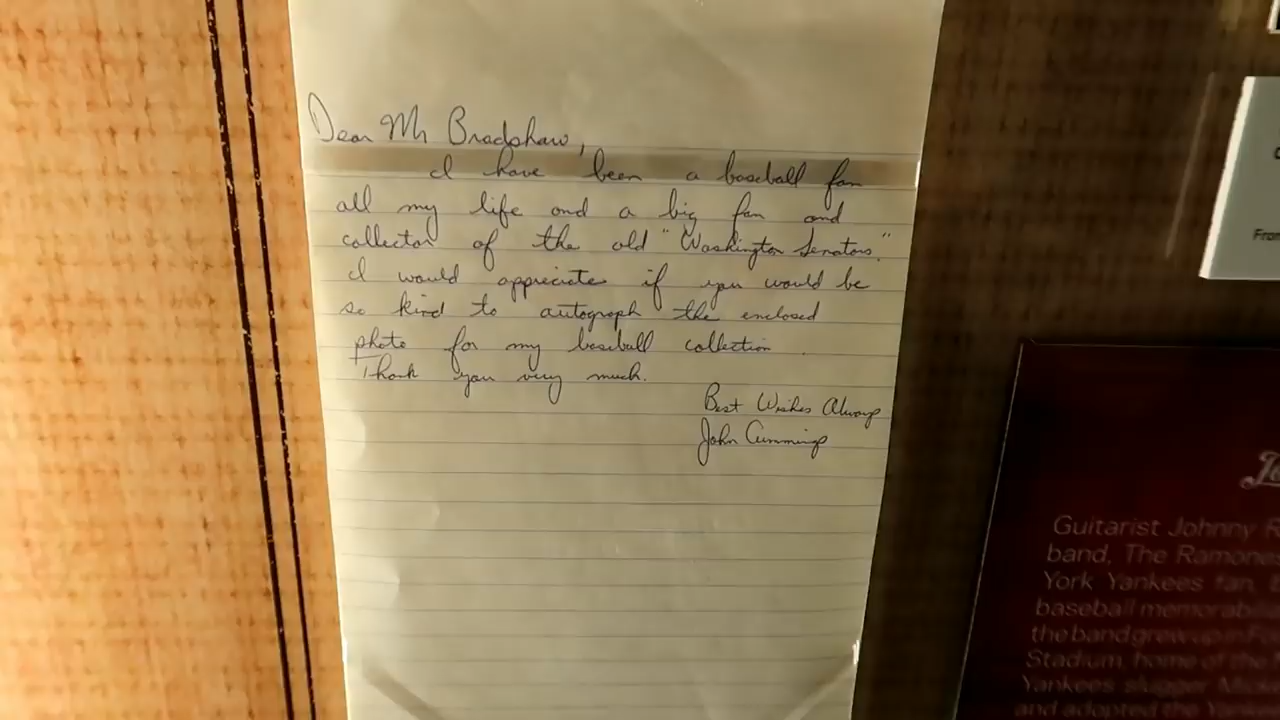 Dear Mr Bradshaw,
I have been a baseball fan
all my life and a big fan and
collector of the old "Washington Senators."
I would appreciate if you would be
so kind to autograph the enclosed
photo for my baseball collection.
Thank you very much.
Best Wishes Always
John Cummings
From
Guitarist Johnny
band, The Ramones
York Yankees fan,
baseball memorabilia
the band grew up in
Stadium, home of the
Yankees slugger
and adopted the Yankee